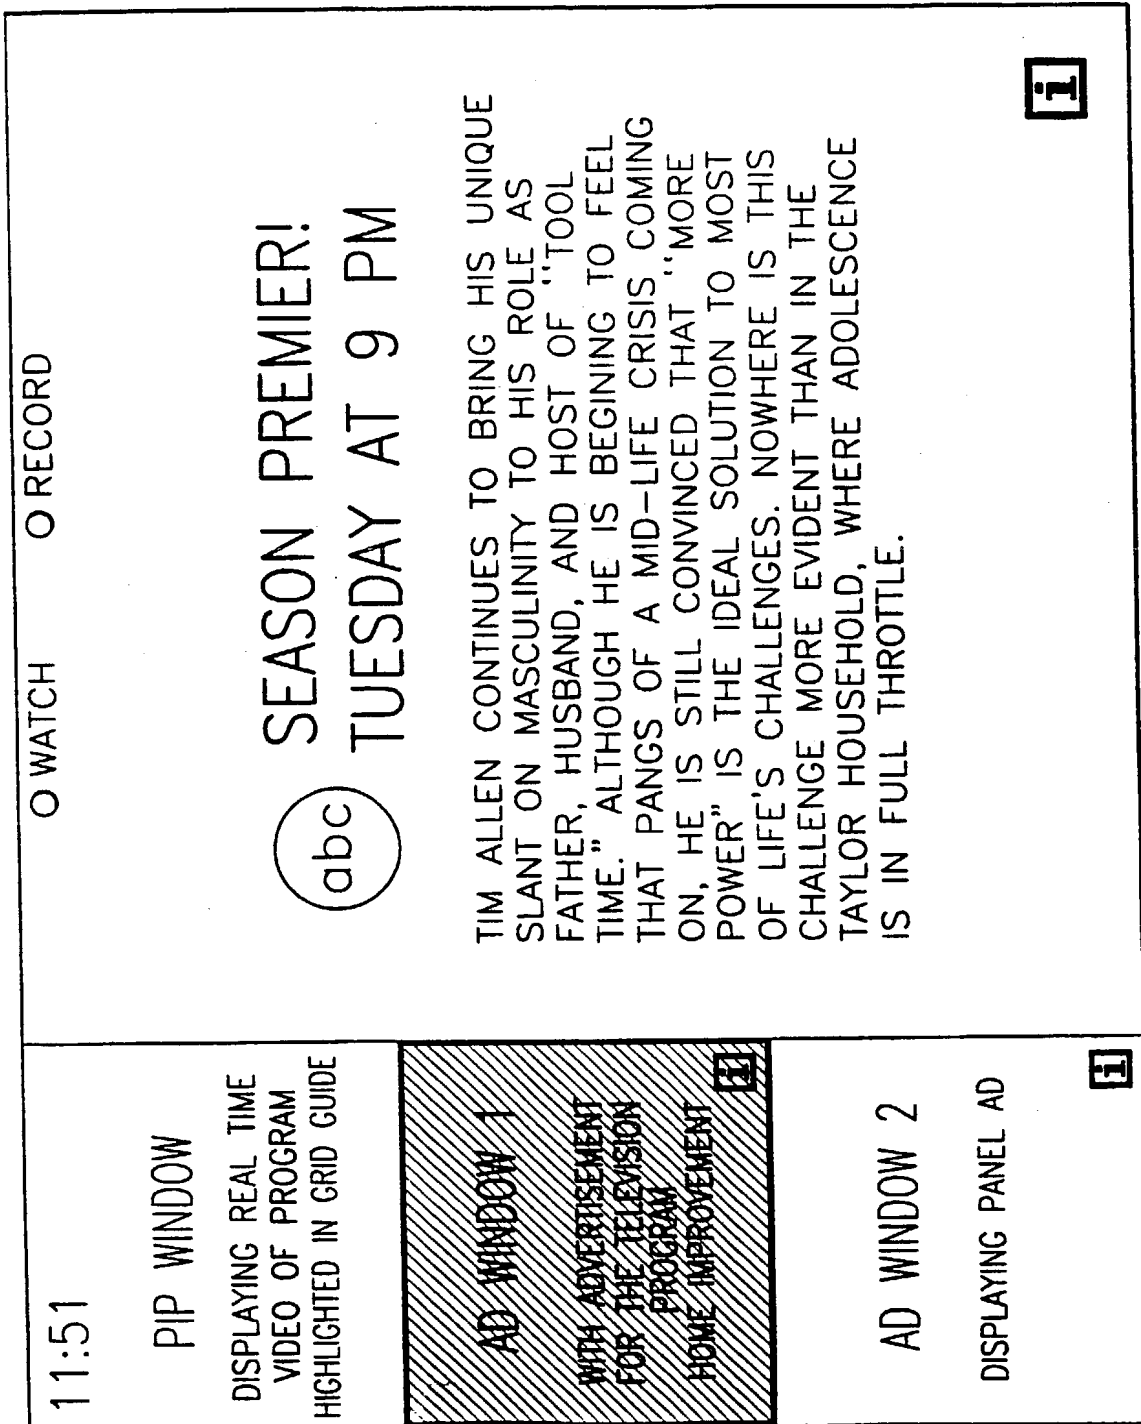 11:51
PIP WINDOW
DISPLAYING REAL TIME
VIDEO OF PROGRAM
HIGHLIGHTED IN GRID GUIDE
AD WINDOW 1
WITH ADVERTISEMENT
FOR THE TELEVISION
PROGRAM
HOME IMPROVEMENT
i
AD WINDOW 2
DISPLAYING PANEL AD
i
O WATCH O RECORD
abc
SEASON PREMIER!
TUESDAY AT 9 PM
TIM ALLEN CONTINUES TO BRING HIS UNIQUE
SLANT ON MASCULINITY TO HIS ROLE AS
FATHER, HUSBAND, AND HOST OF "TOOL
TIME." ALTHOUGH HE IS BEGINING TO FEEL
THAT PANGS OF A MID-LIFE CRISIS COMING
ON, HE IS STILL CONVINCED THAT "MORE
POWER" IS THE IDEAL SOLUTION TO MOST
OF LIFE'S CHALLENGES. NOWHERE IS THIS
CHALLENGE MORE EVIDENT THAN IN THE
TAYLOR HOUSEHOLD, WHERE ADOLESCENCE
IS IN FULL THROTTLE.
i